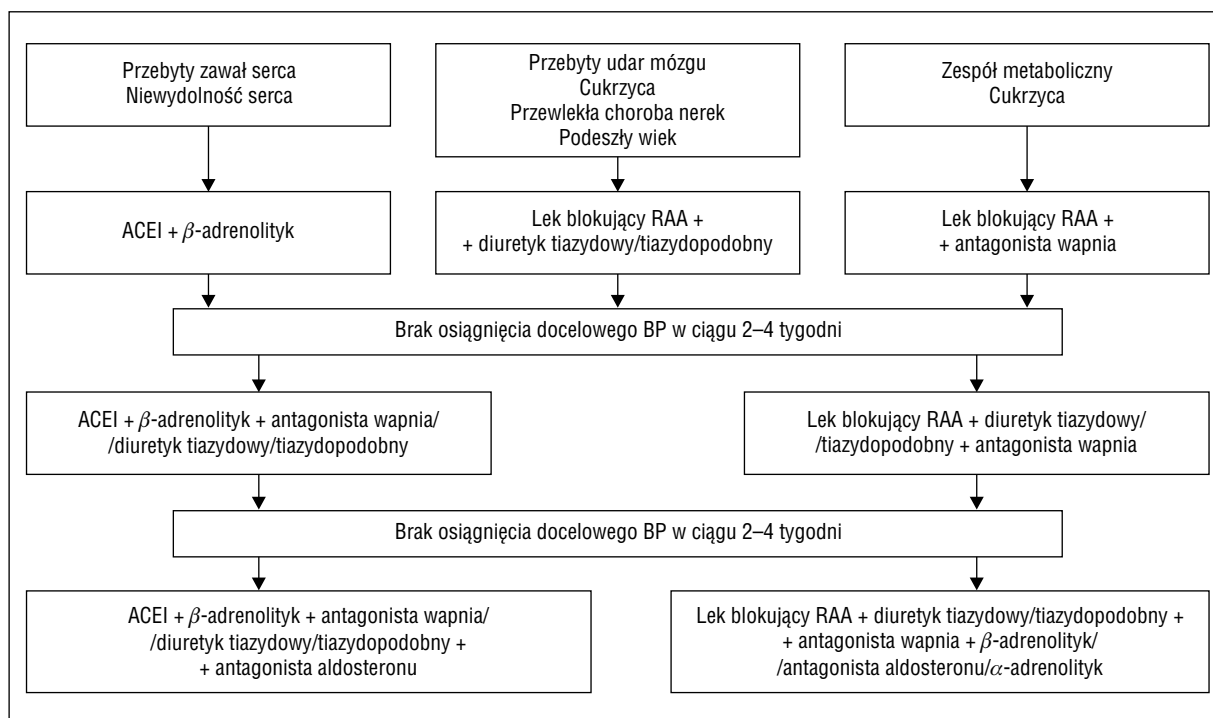 Przebyty zawał serca
Niewydolność serca
Przebyty udar mózgu
Cukrzyca
Przewlekła choroba nerek
Podeszły wiek
Zespół metaboliczny
Cukrzyca
ACEI + β-adrenolityk
Lek blokujący RAA +
+ diuretyk tiazydowy/tiazydopodobny
Lek blokujący RAA +
+ antagonista wapnia
Brak osiągnięcia docelowego BP w ciągu 2–4 tygodni
ACEI + β-adrenolityk + antagonista wapnia/
/diuretyk tiazydowy/tiazydopodobny
Lek blokujący RAA + diuretyk tiazydowy/
/tiazydopodobny + antagonista wapnia
Brak osiągnięcia docelowego BP w ciągu 2–4 tygodni
ACEI + β-adrenolityk + antagonista wapnia/
/diuretyk tiazydowy/tiazydopodobny +
+ antagonista aldosteronu
Lek blokujący RAA + diuretyk tiazydowy/tiazydopodobny +
+ antagonista wapnia + β-adrenolityk/
/antagonista aldosteronu/α-adrenolityk